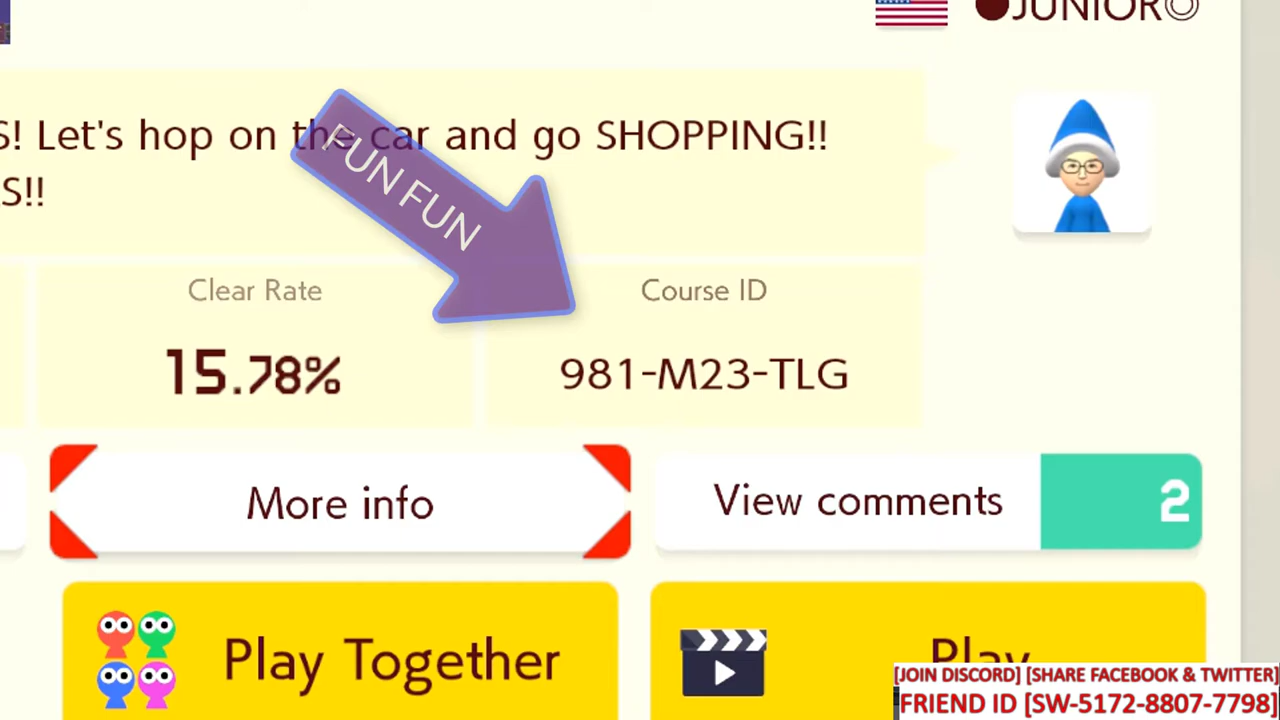 ●JUNIOR◎
S! Let's hop on the car and go SHOPPING!!
S!!
FUN FUN
Clear Rate
Course ID
15.78%
981-M23-TLG
More info
View comments
2
Play Together
Play
[JOIN DISCORD] [SHARE FACEBOOK & TWITTER]
FRIEND ID [SW-5172-8807-7798]